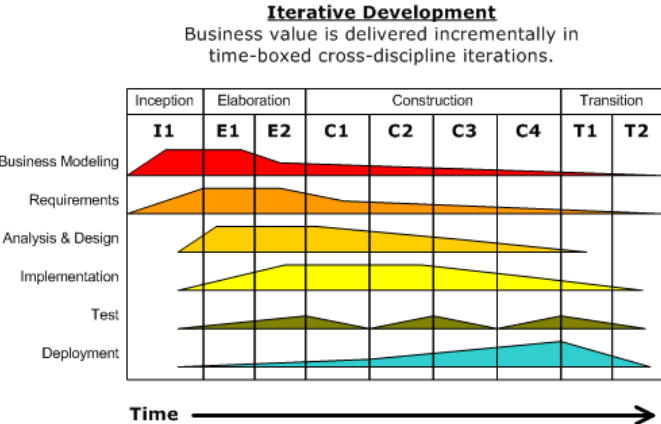 Iterative Development
Business value is delivered incrementally in
time-boxed cross-discipline iterations.
Inception Elaboration Construction Transition
I1 E1 E2 C1 C2 C3 C4 T1 T2
Business Modeling
Requirements
Analysis & Design
Implementation
Test
Deployment
Time